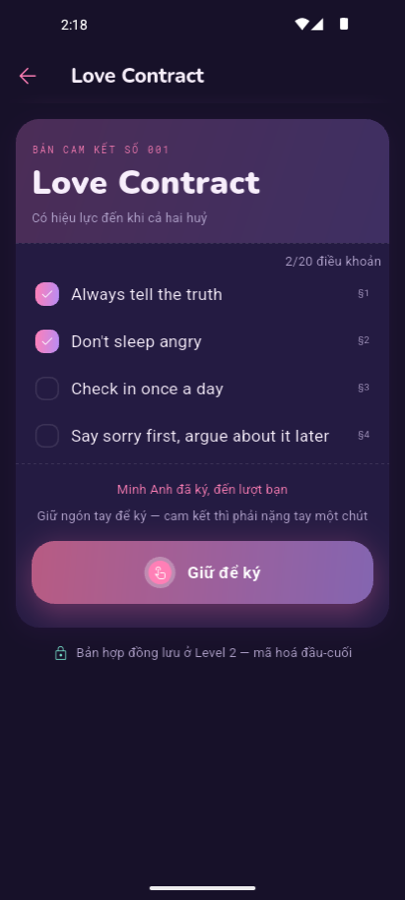 2:18
Love Contract
BẢN CAM KẾT SỐ 001
Love Contract
Có hiệu lực đến khi cả hai huỷ
2/20 điều khoản
Always tell the truth §1
Don't sleep angry §2
Check in once a day §3
Say sorry first, argue about it later §4
Minh Anh đã ký, đến lượt bạn
Giữ ngón tay để ký — cam kết thì phải nặng tay một chút
Giữ để ký
Bản hợp đồng lưu ở Level 2 — mã hoá đầu-cuối